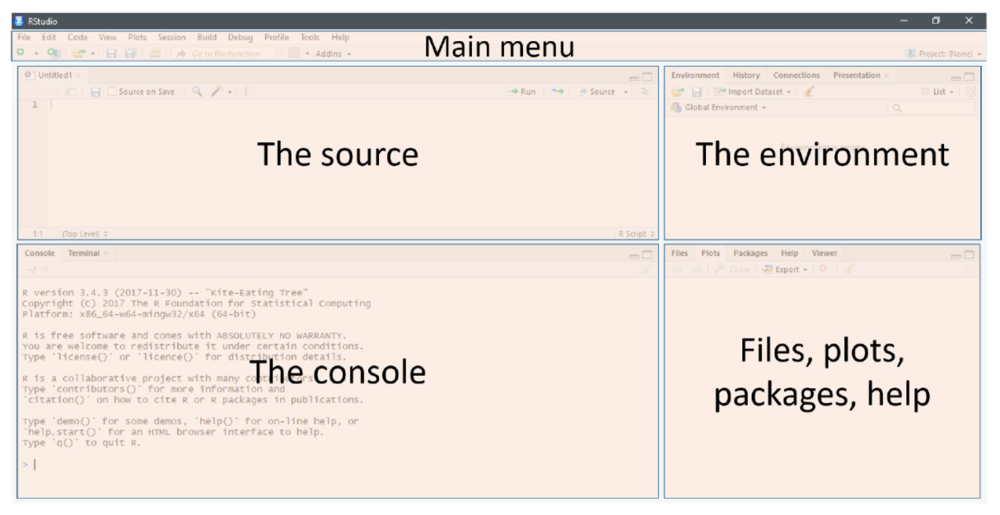 RStudio
File Edit Code View Plots Session Build Debug Profile Tools Help
Go to file/function Addins
Main menu
Project: (None)
Untitled1
Source on Save
Run Source
1
The source
1:1 (Top Level) R Script
Environment History Connections Presentation
Import Dataset List
Global Environment
The environment
Console Terminal
~/
R version 3.4.3 (2017-11-30) -- "Kite-Eating Tree"
Copyright (C) 2017 The R Foundation for Statistical Computing
Platform: x86_64-w64-mingw32/x64 (64-bit)
R is free software and comes with ABSOLUTELY NO WARRANTY.
You are welcome to redistribute it under certain conditions.
Type 'license()' or 'licence()' for distribution details.
R is a collaborative project with many contributors.
Type 'contributors()' for more information and
'citation()' on how to cite R or R packages in publications.
Type 'demo()' for some demos, 'help()' for on-line help, or
'help.start()' for an HTML browser interface to help.
Type 'q()' to quit R.
>
The console
Files Plots Packages Help Viewer
Zoom Export
Files, plots,
packages, help